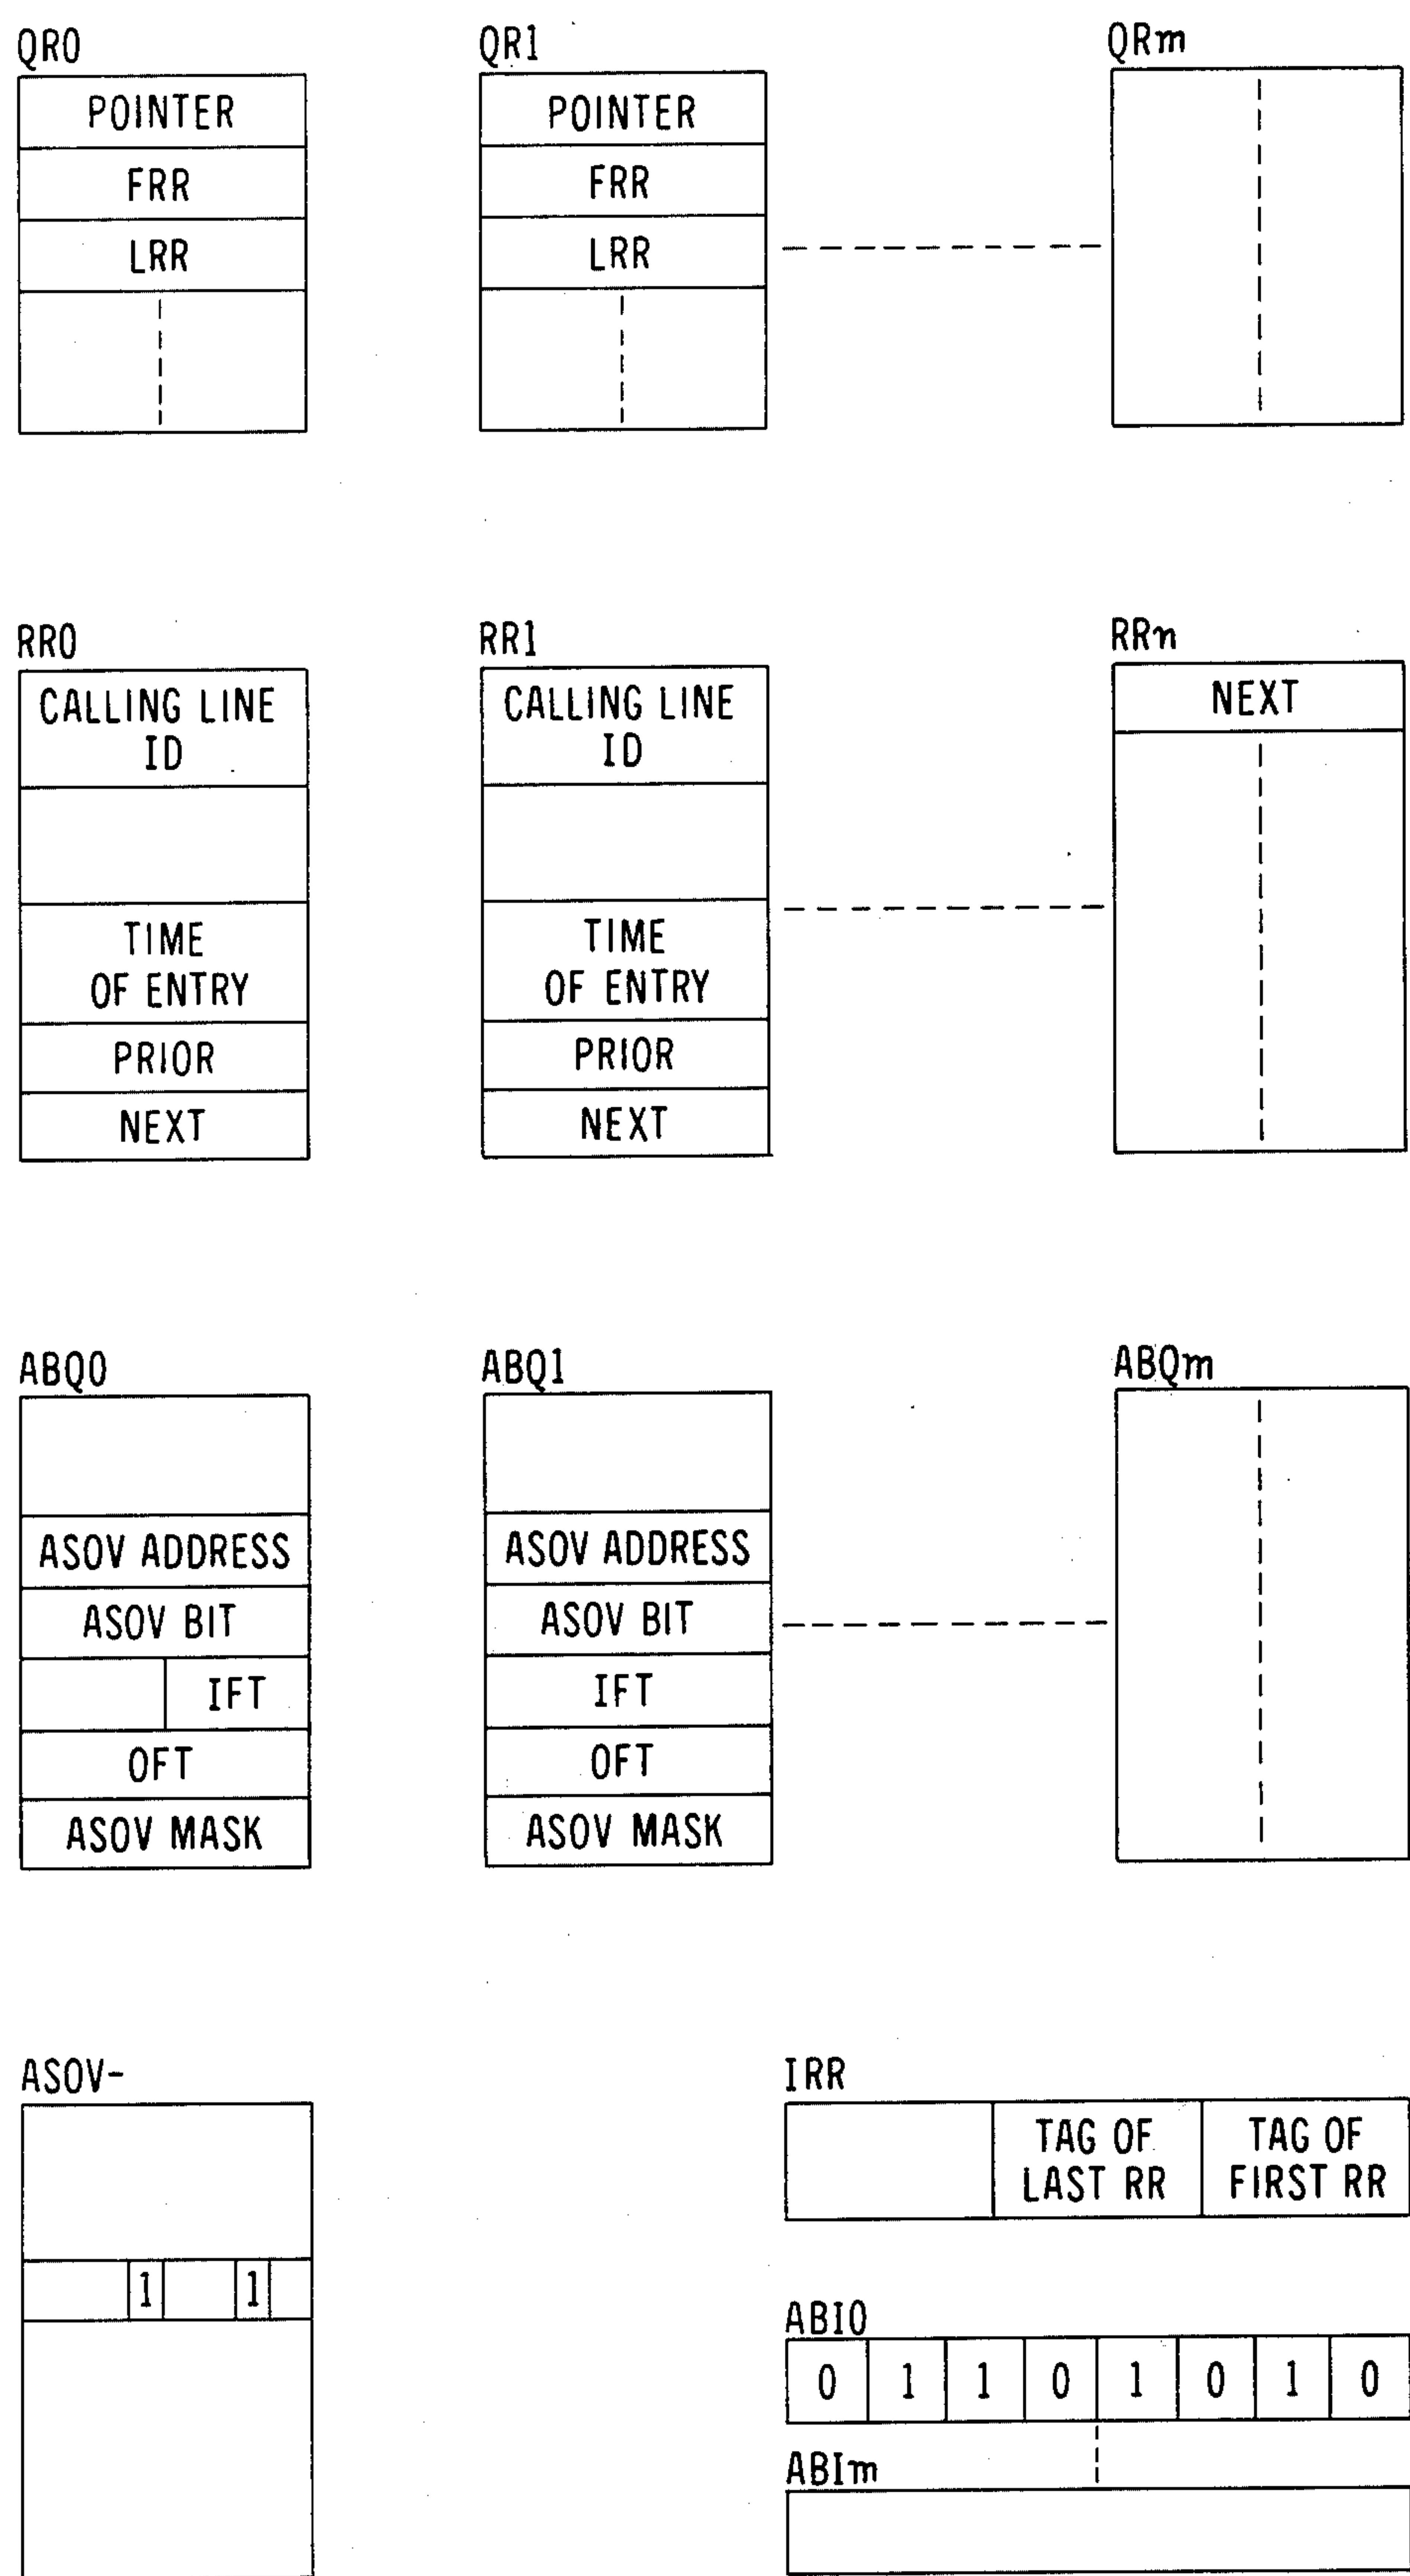 QR0
POINTER
FRR
LRR
QR1
POINTER
FRR
LRR
QRm
RR0
CALLING LINE
ID
TIME
OF ENTRY
PRIOR
NEXT
RR1
CALLING LINE
ID
TIME
OF ENTRY
PRIOR
NEXT
RRn
NEXT
ABQ0
ASOV ADDRESS
ASOV BIT
IFT
OFT
ASOV MASK
ABQ1
ASOV ADDRESS
ASOV BIT
IFT
OFT
ASOV MASK
ABQm
ASOV-
1 1
IRR
TAG OF
LAST RR
TAG OF
FIRST RR
ABI0
0 1 1 0 1 0 1 0
ABIm